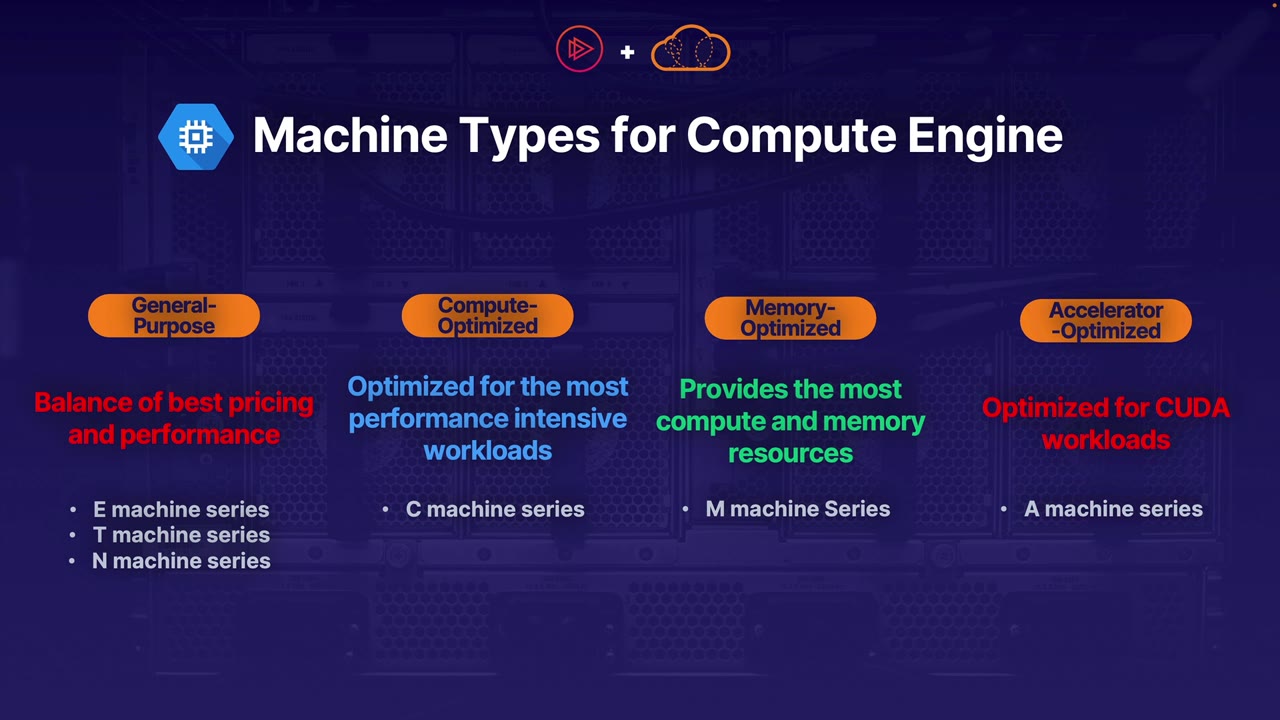 +
Machine Types for Compute Engine
General-
Purpose
Balance of best pricing
and performance
• E machine series
• T machine series
• N machine series
Compute-
Optimized
Optimized for the most
performance intensive
workloads
• C machine series
Memory-
Optimized
Provides the most
compute and memory
resources
• M machine Series
Accelerator
-Optimized
Optimized for CUDA
workloads
• A machine series